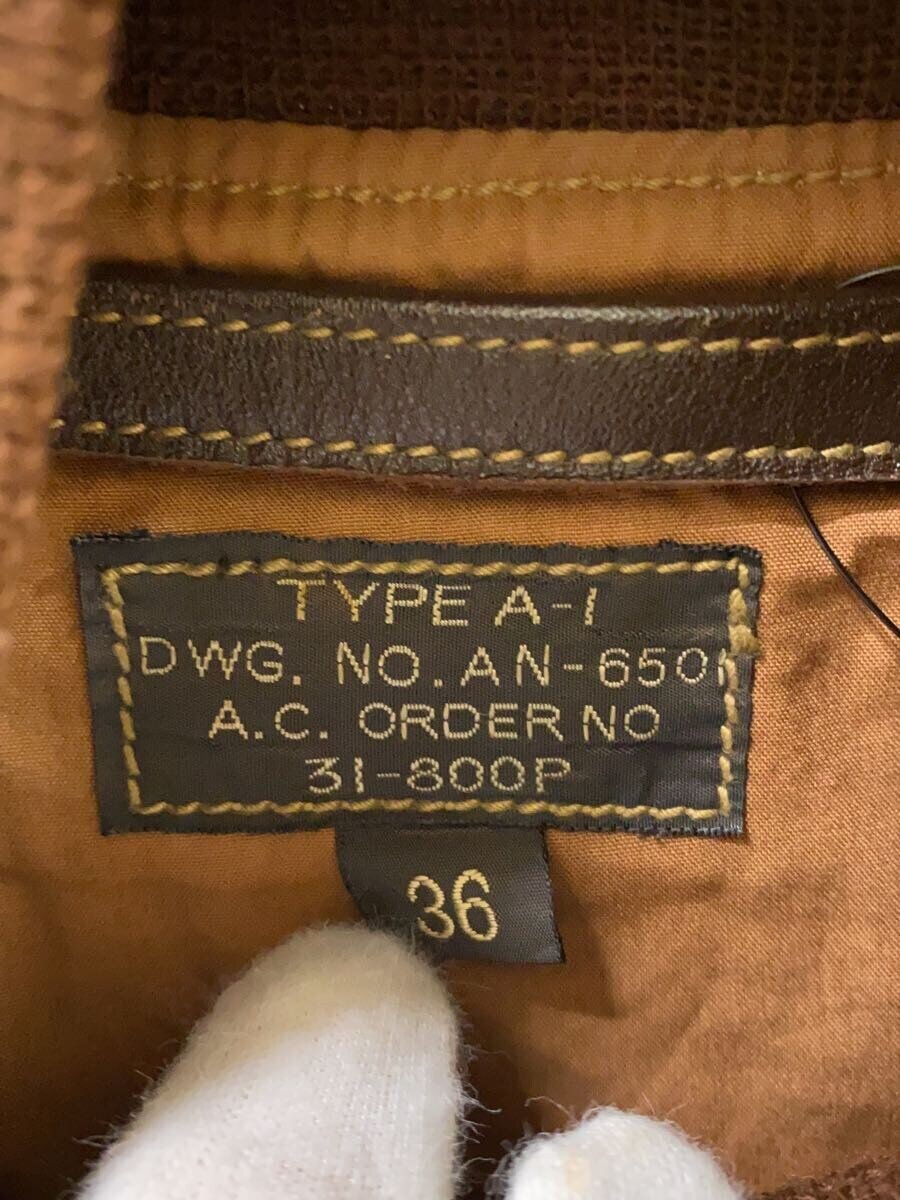 TYPE A-1
DWG. NO. AN-6501
A.C. ORDER NO
31-800P
36